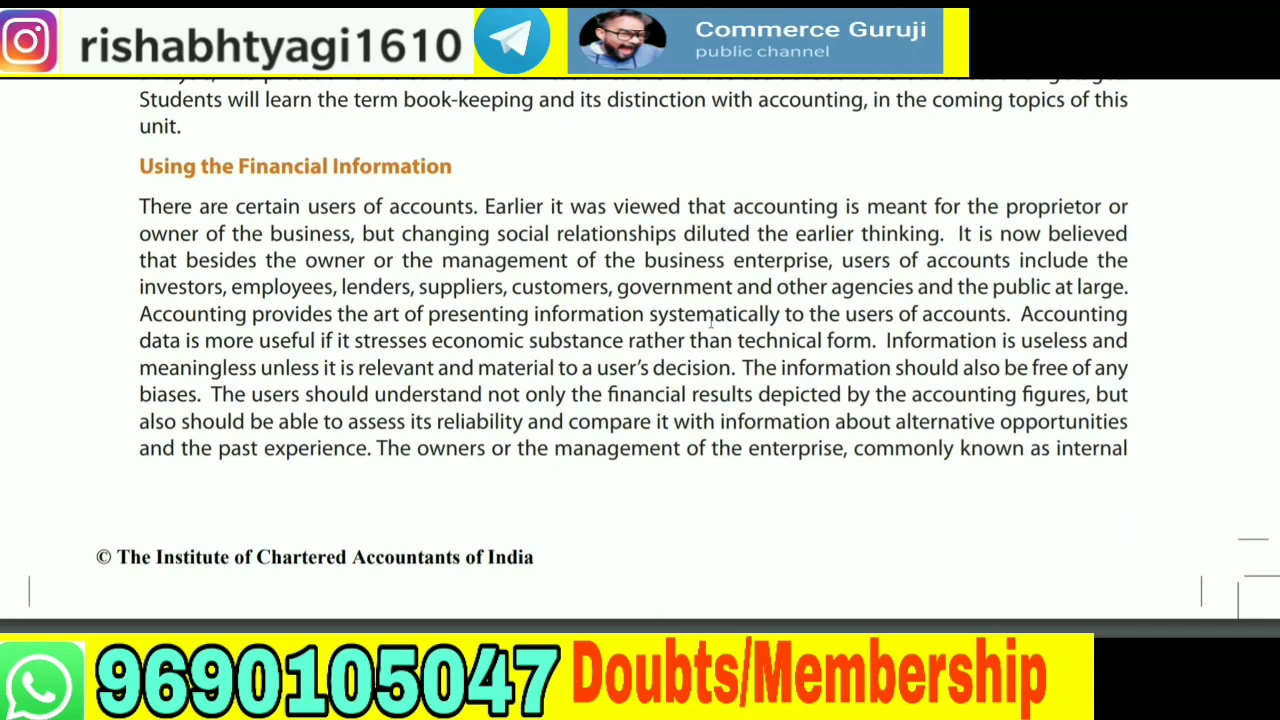 rishabhtyagi1610
Commerce Guruji
public channel
Students will learn the term book-keeping and its distinction with accounting, in the coming topics of this
unit.
Using the Financial Information
There are certain users of accounts. Earlier it was viewed that accounting is meant for the proprietor or
owner of the business, but changing social relationships diluted the earlier thinking. It is now believed
that besides the owner or the management of the business enterprise, users of accounts include the
investors, employees, lenders, suppliers, customers, government and other agencies and the public at large.
Accounting provides the art of presenting information systematically to the users of accounts. Accounting
data is more useful if it stresses economic substance rather than technical form. Information is useless and
meaningless unless it is relevant and material to a user's decision. The information should also be free of any
biases. The users should understand not only the financial results depicted by the accounting figures, but
also should be able to assess its reliability and compare it with information about alternative opportunities
and the past experience. The owners or the management of the enterprise, commonly known as internal
© The Institute of Chartered Accountants of India
9690105047 Doubts/Membership